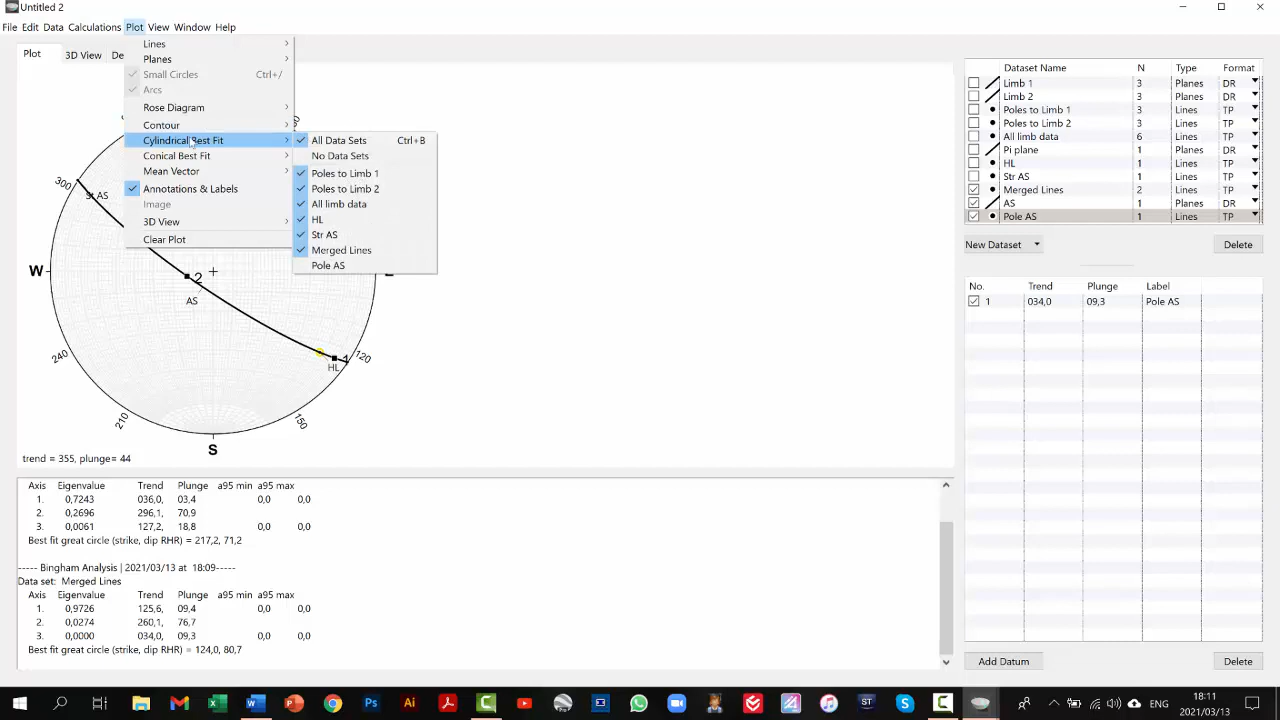 Untitled 2
File Edit Data Calculations Plot View Window Help
Plot 3D View De
Lines
Planes
Small Circles Ctrl+/
Arcs
Rose Diagram
Contour
Cylindrical Best Fit
Conical Best Fit
Mean Vector
Annotations & Labels
Image
3D View
Clear Plot
All Data Sets Ctrl+B
No Data Sets
Poles to Limb 1
Poles to Limb 2
All limb data
HL
Str AS
Merged Lines
Pole AS
300
Str AS
W
2
AS
1
120
HL
240
210
150
S
trend = 355, plunge= 44
Axis Eigenvalue Trend Plunge a95 min a95 max
1. 0,7243 036,0, 03,4 0,0 0,0
2. 0,2696 296,1, 70,9
3. 0,0061 127,2, 18,8 0,0 0,0
Best fit great circle (strike, dip RHR) = 217,2, 71,2
----- Bingham Analysis | 2021/03/13 at 18:09-----
Data set: Merged Lines
Axis Eigenvalue Trend Plunge a95 min a95 max
1. 0,9726 125,6, 09,4 0,0 0,0
2. 0,0274 260,1, 76,7
3. 0,0000 034,0, 09,3 0,0 0,0
Best fit great circle (strike, dip RHR) = 124,0, 80,7
Dataset Name N Type Format
Limb 1 3 Planes DR
Limb 2 3 Planes DR
Poles to Limb 1 3 Lines TP
Poles to Limb 2 3 Lines TP
All limb data 6 Lines TP
Pi plane 1 Planes DR
HL 1 Lines TP
Str AS 1 Lines TP
Merged Lines 2 Lines TP
AS 1 Planes DR
Pole AS 1 Lines TP
New Dataset Delete
No. Trend Plunge Label
1 034,0 09,3 Pole AS
Add Datum Delete
ENG
18:11
2021/03/13